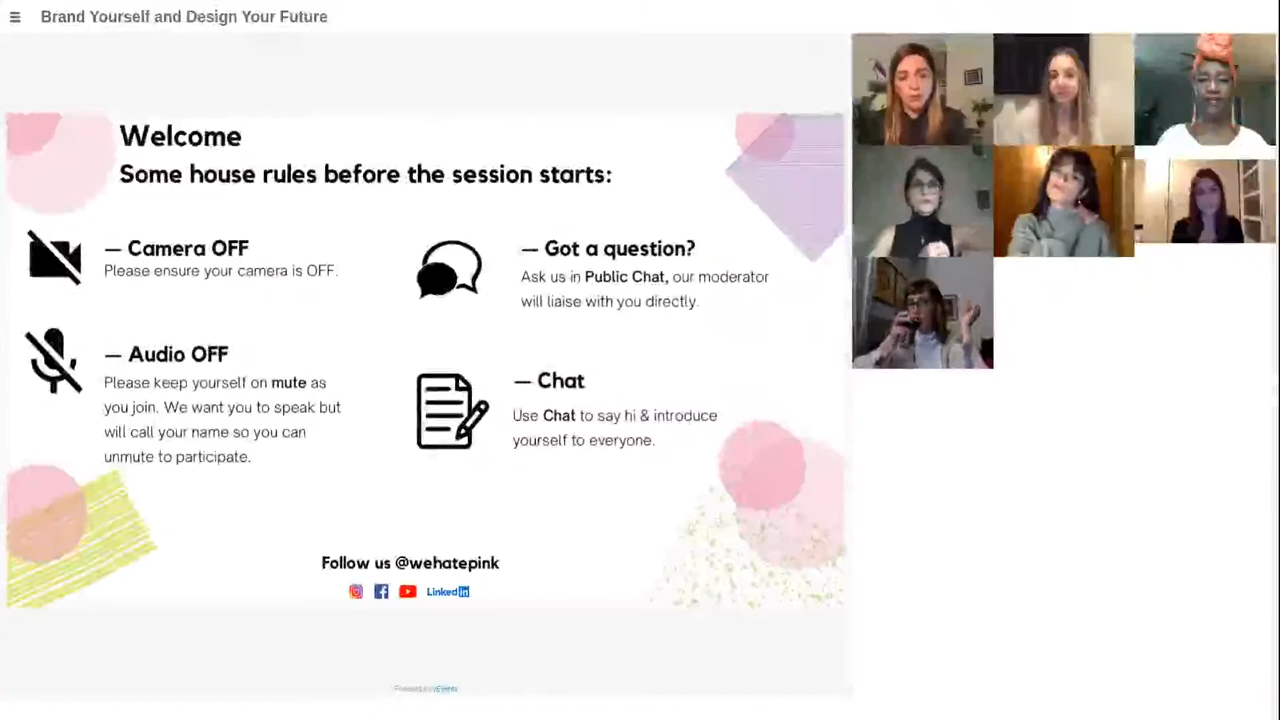 Brand Yourself and Design Your Future
Welcome
Some house rules before the session starts:
— Camera OFF
Please ensure your camera is OFF.
— Got a question?
Ask us in Public Chat, our moderator
will liaise with you directly.
— Audio OFF
Please keep yourself on mute as
you join. We want you to speak but
will call your name so you can
unmute to participate.
— Chat
Use Chat to say hi & introduce
yourself to everyone.
Follow us @wehatepink
Linked in